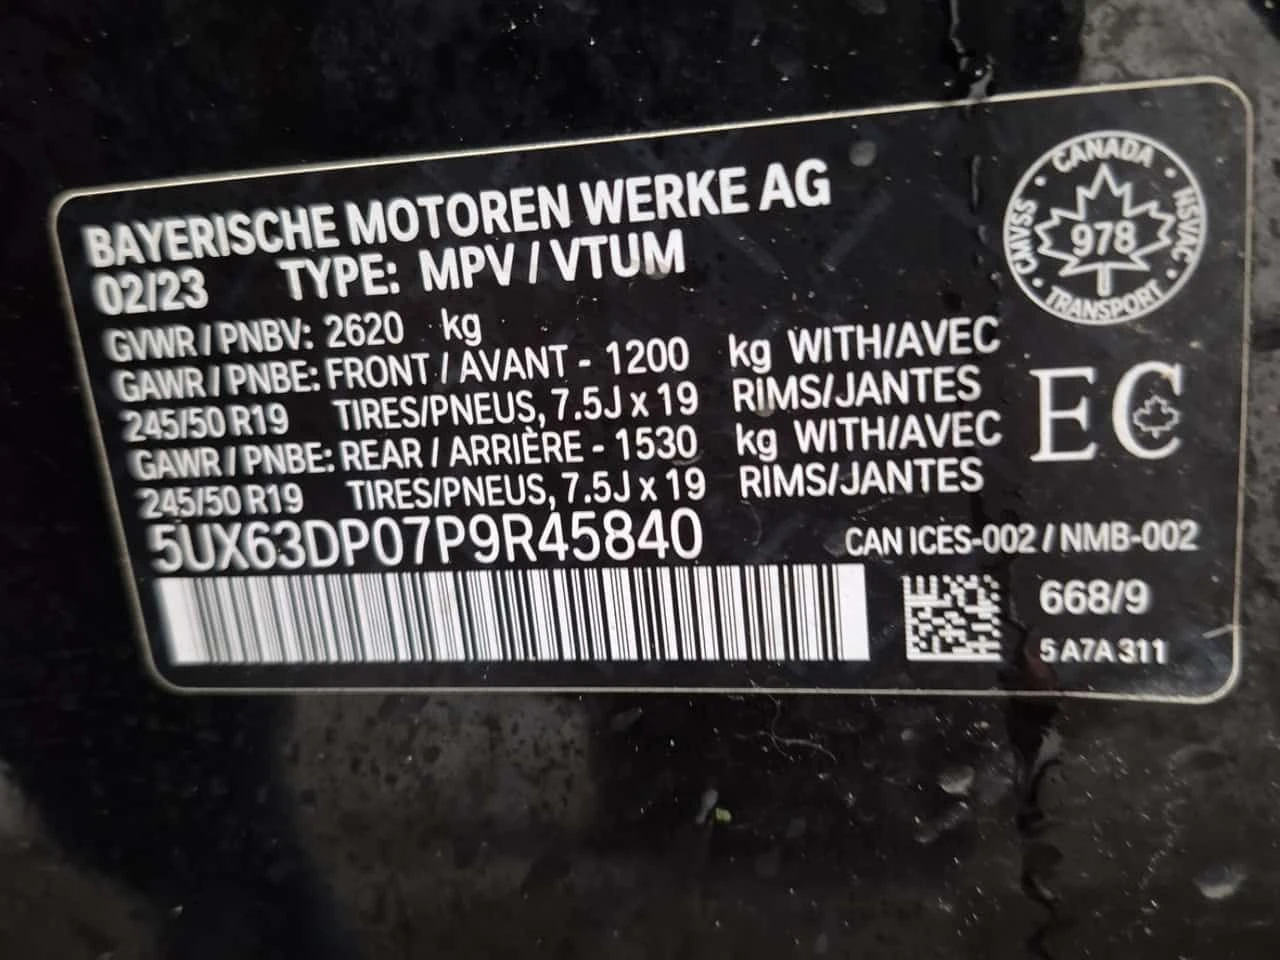 BAYERISCHE MOTOREN WERKE AG
02/23 TYPE: MPV / VTUM
GVWR / PNBV: 2620 kg
GAWR / PNBE: FRONT / AVANT - 1200 kg WITH/AVEC
245/50 R19 TIRES/PNEUS, 7.5J x 19 RIMS/JANTES
GAWR / PNBE: REAR / ARRIÈRE - 1530 kg WITH/AVEC
245/50 R19 TIRES/PNEUS, 7.5J x 19 RIMS/JANTES
5UX63DP07P9R45840
CANADA
CMVSS
978
NSVAC
TRANSPORT
EC
CAN ICES-002 / NMB-002
668/9
5 A7A 311